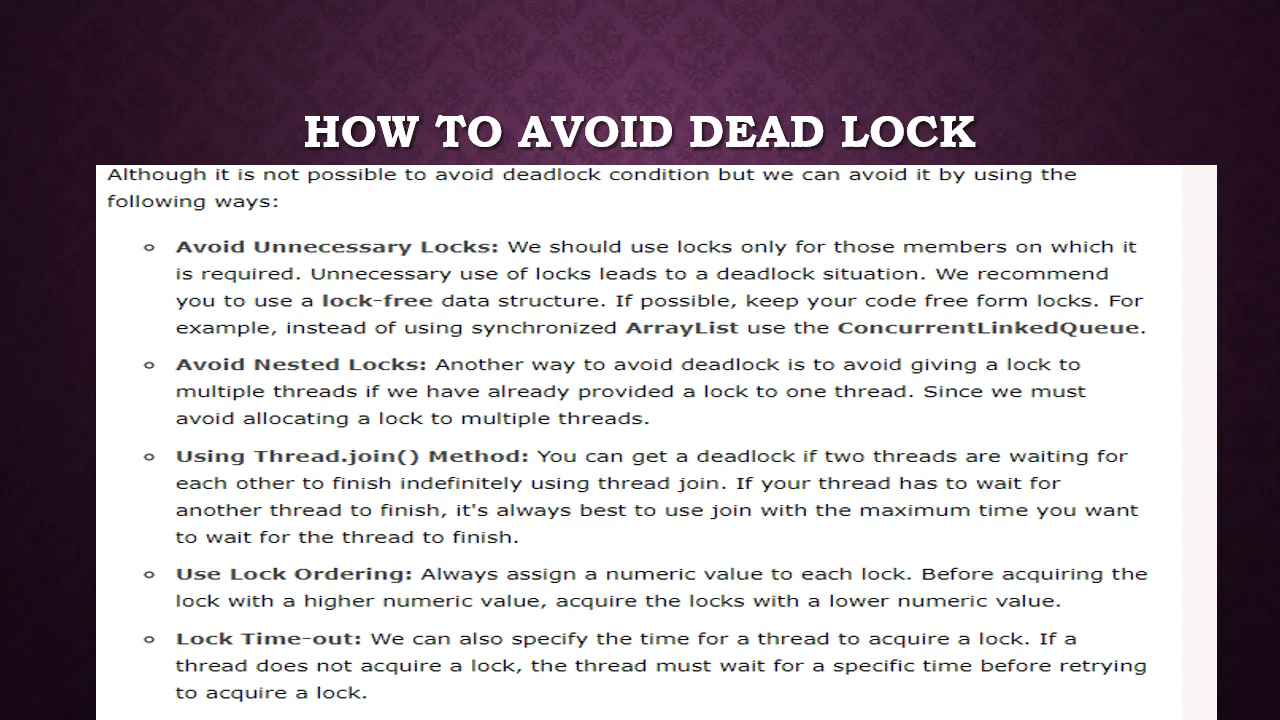 HOW TO AVOID DEAD LOCK
Although it is not possible to avoid deadlock condition but we can avoid it by using the
following ways:
Avoid Unnecessary Locks: We should use locks only for those members on which it
is required. Unnecessary use of locks leads to a deadlock situation. We recommend
you to use a lock-free data structure. If possible, keep your code free form locks. For
example, instead of using synchronized ArrayList use the ConcurrentLinkedQueue.
Avoid Nested Locks: Another way to avoid deadlock is to avoid giving a lock to
multiple threads if we have already provided a lock to one thread. Since we must
avoid allocating a lock to multiple threads.
Using Thread.join() Method: You can get a deadlock if two threads are waiting for
each other to finish indefinitely using thread join. If your thread has to wait for
another thread to finish, it's always best to use join with the maximum time you want
to wait for the thread to finish.
Use Lock Ordering: Always assign a numeric value to each lock. Before acquiring the
lock with a higher numeric value, acquire the locks with a lower numeric value.
Lock Time-out: We can also specify the time for a thread to acquire a lock. If a
thread does not acquire a lock, the thread must wait for a specific time before retrying
to acquire a lock.